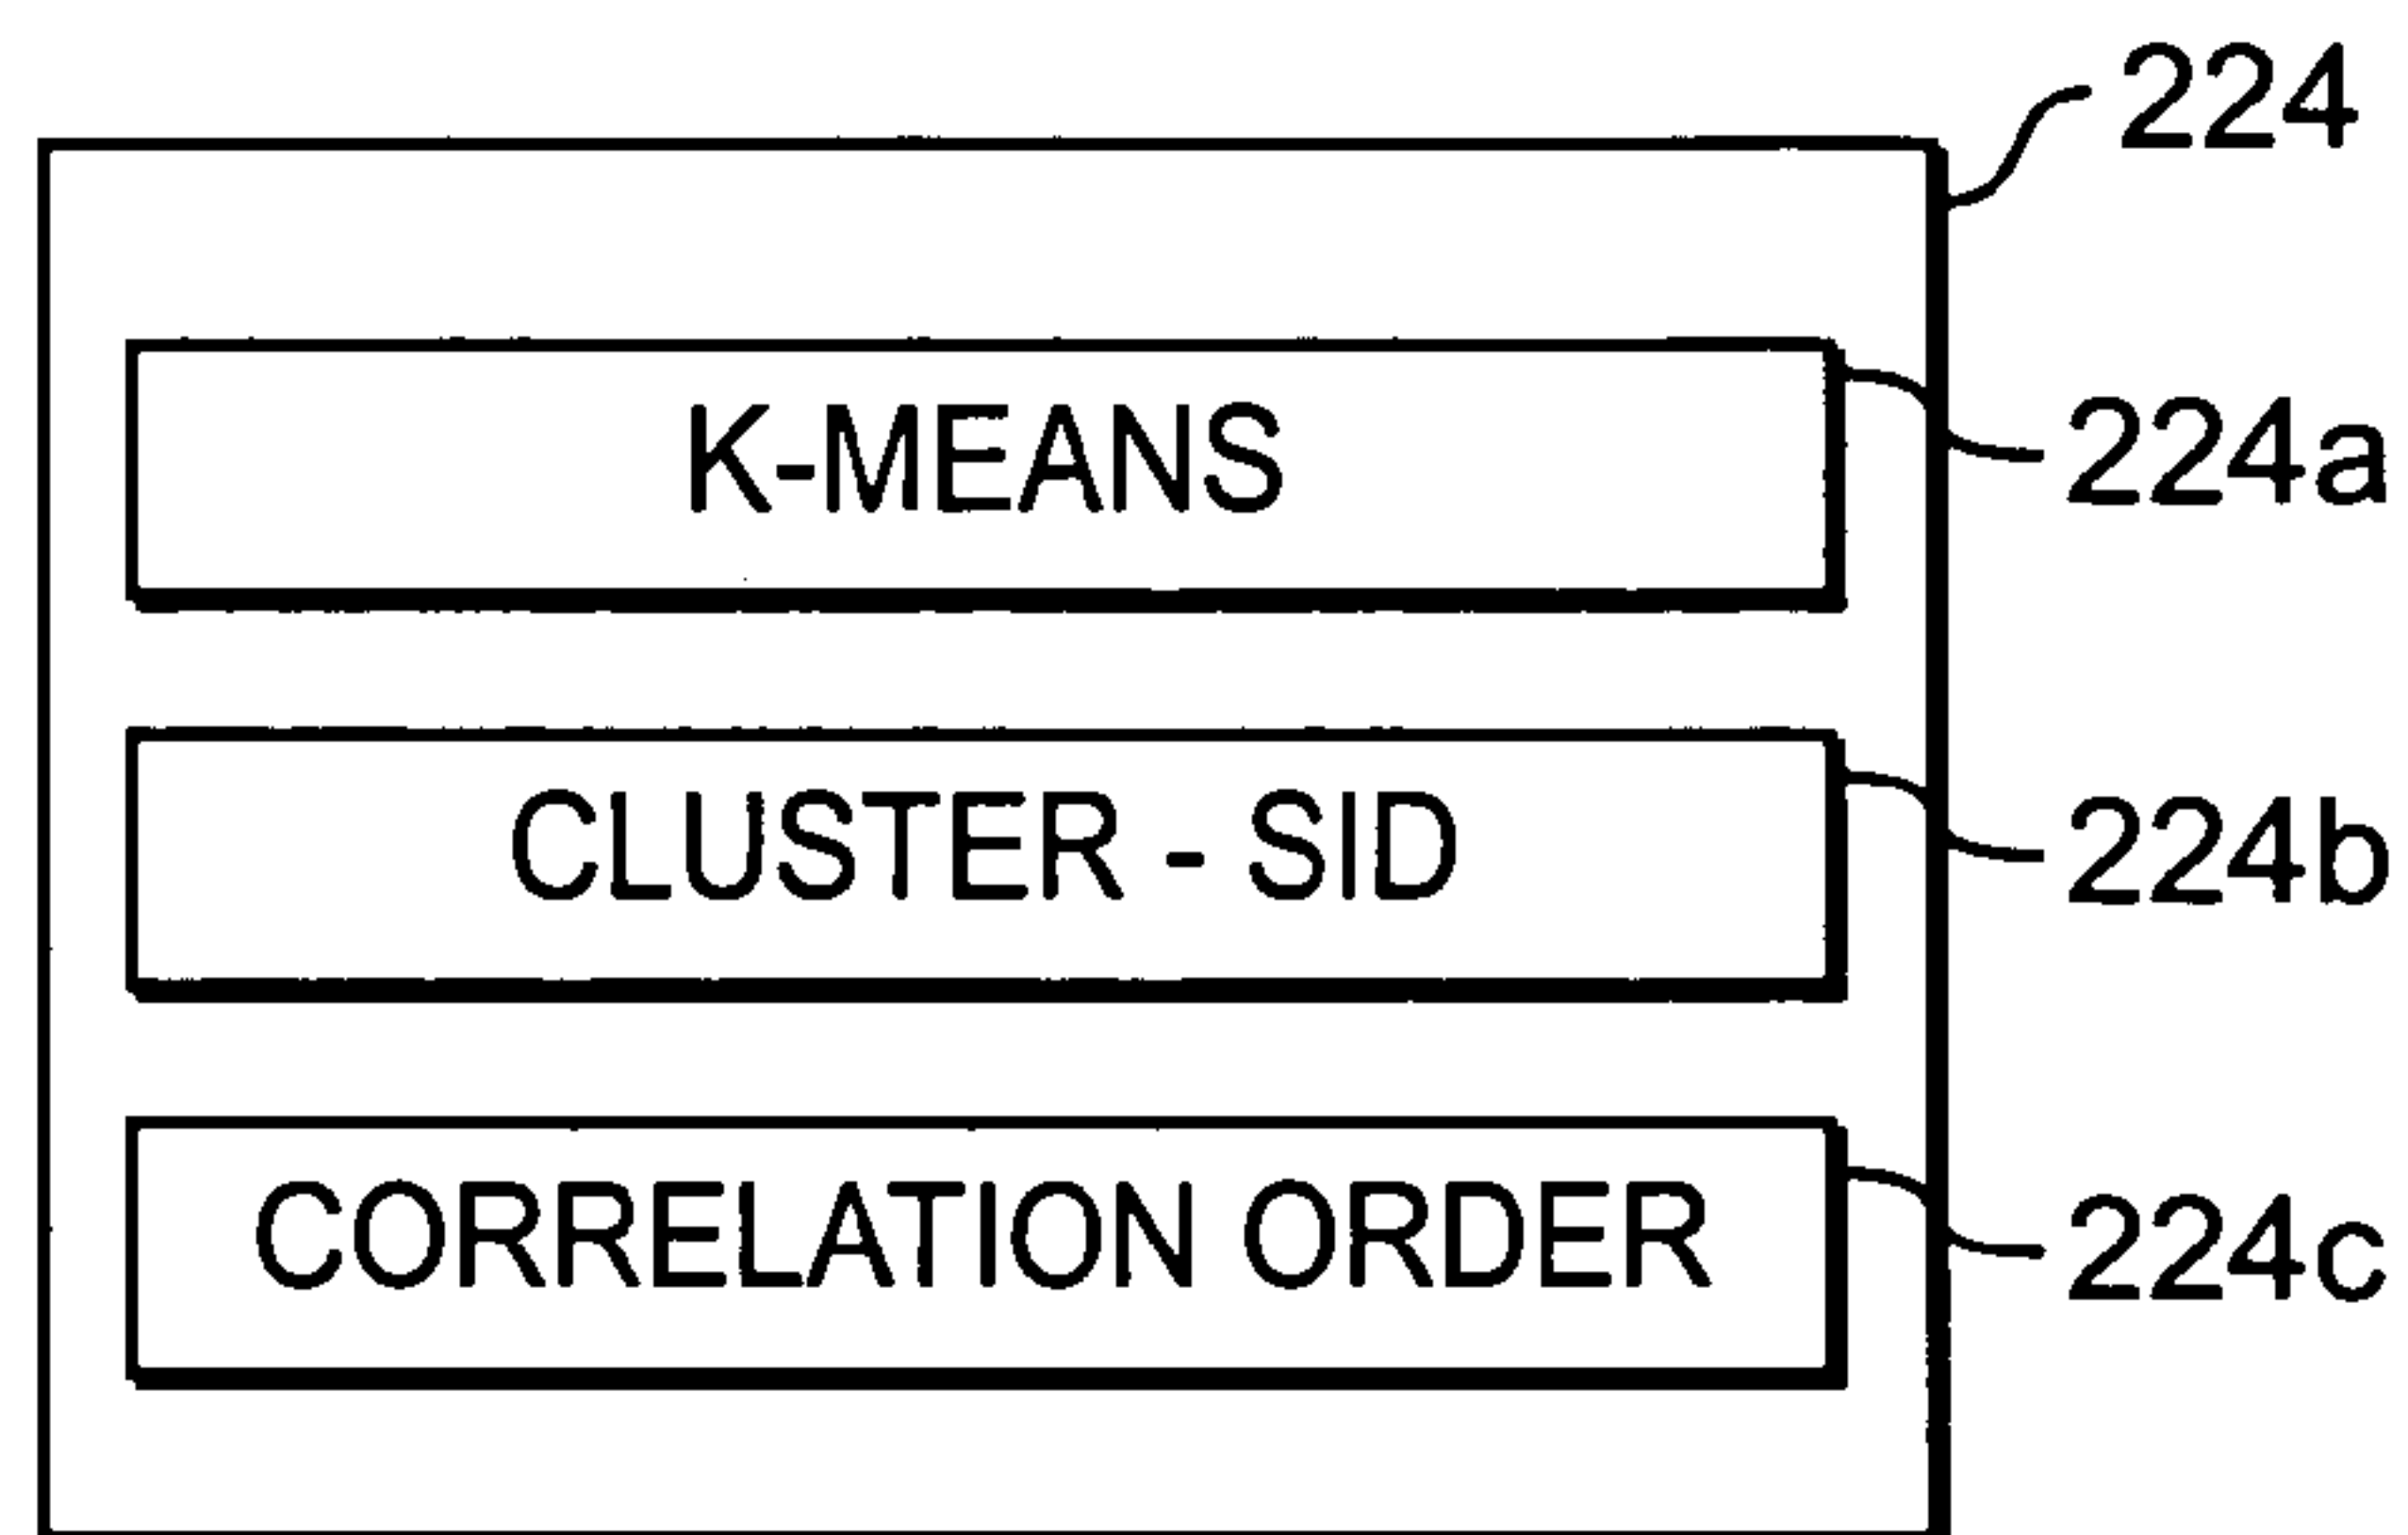 224
K-MEANS
224a
CLUSTER - SID
224b
CORRELATION ORDER
224c